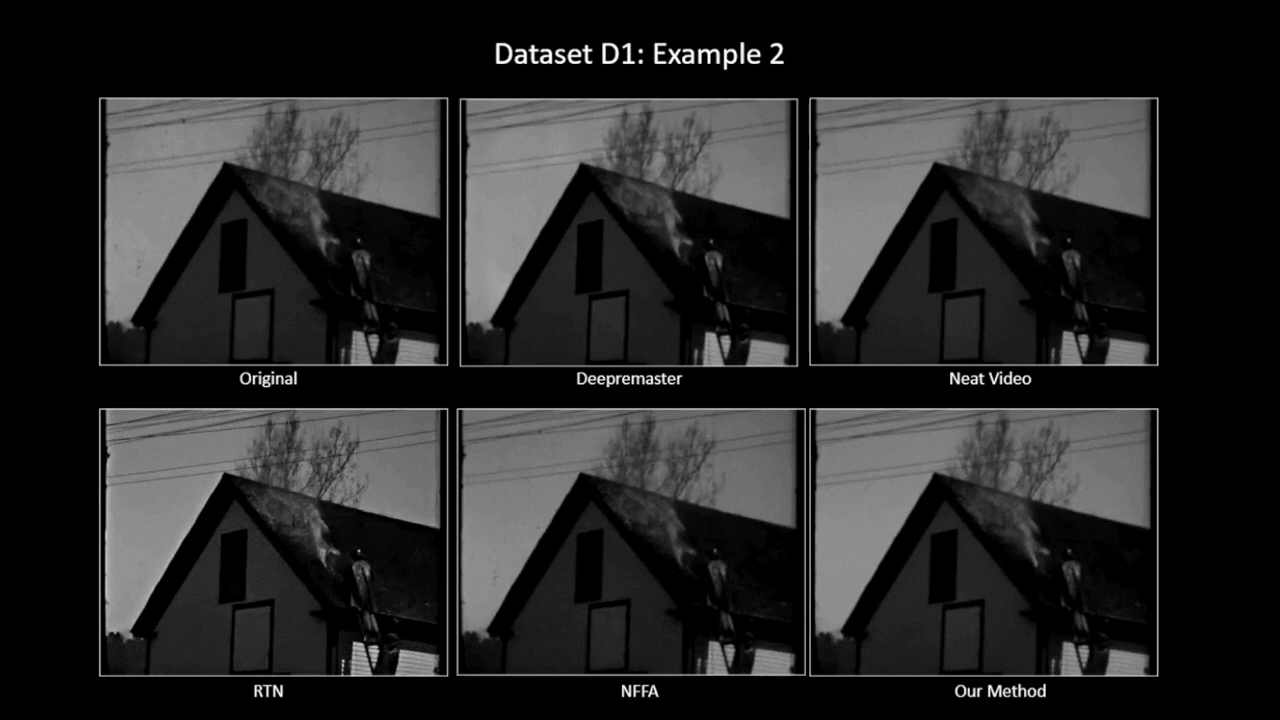 Dataset D1: Example 2
Original
Deepremaster
Neat Video
RTN
NFFA
Our Method